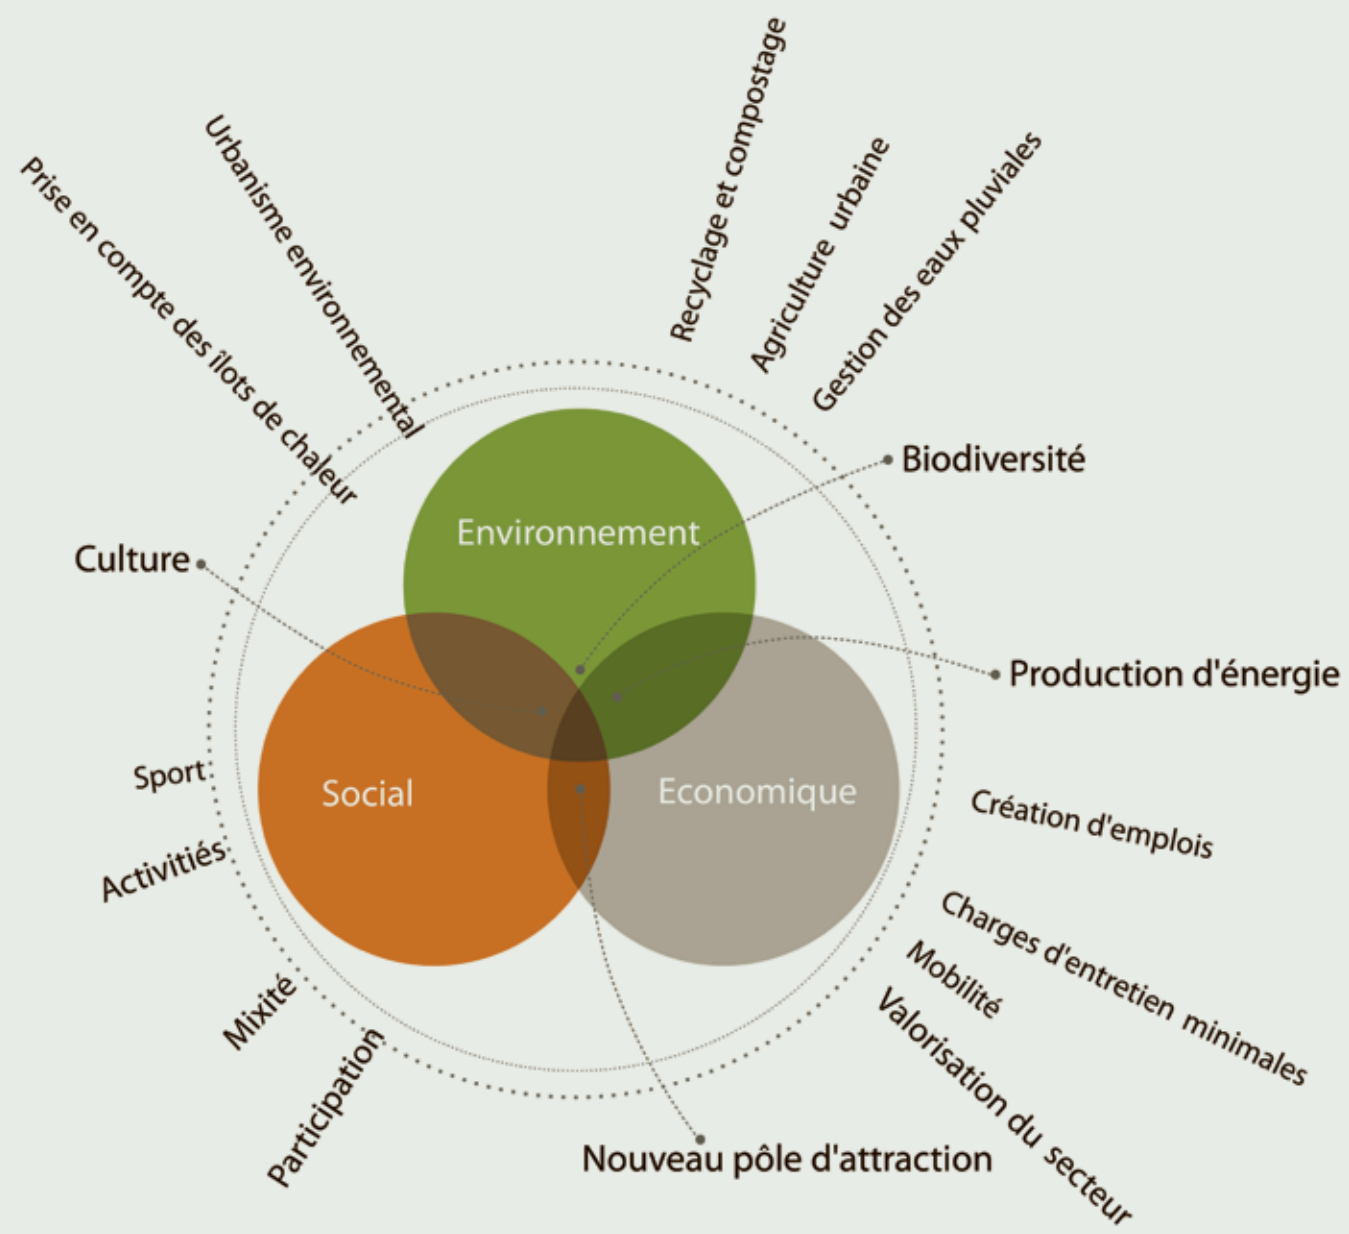 Recyclage et compostage
Agriculture urbaine
Gestion des eaux pluviales
Urbanisme environnemental
Prise en compte des îlots de chaleur
Biodiversité
Environnement
Culture
Production d'énergie
Sport
Social
Economique
Création d'emplois
Activitiés
Charges d'entretien minimales
Mobilité
Mixité
Valorisation du secteur
Participation
Nouveau pôle d'attraction